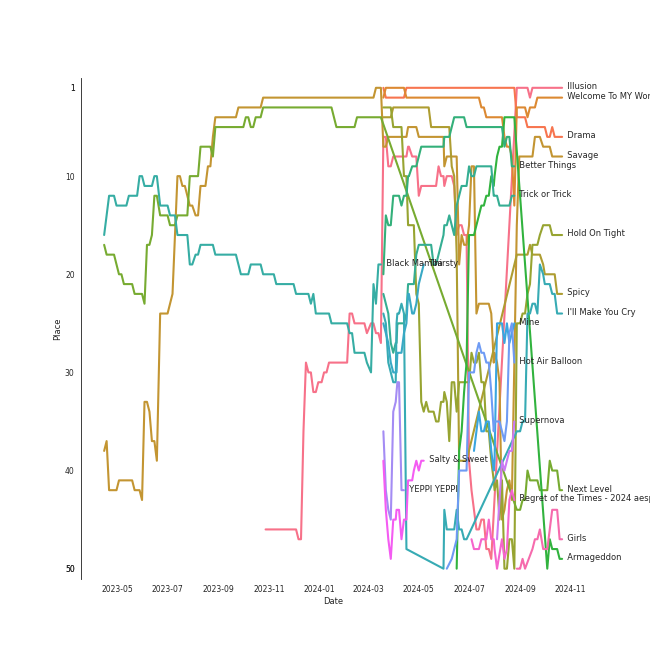 1
Illusion
Welcome To MY Wor
Drama
Savage
Better Things
10
Trick or Trick
Hold On Tight
Black Mamba
Thirsty
20
Spicy
I'll Make You Cry
Mine
Hot Air Balloon
30
Supernova
Salty & Sweet
40
YEPPI YEPPI
Next Level
Regret of the Times - 2024 aesp
Girls
Armageddon
50
Place
2023-05 2023-07 2023-09 2023-11 2024-01 2024-03 2024-05 2024-07 2024-09 2024-11
Date